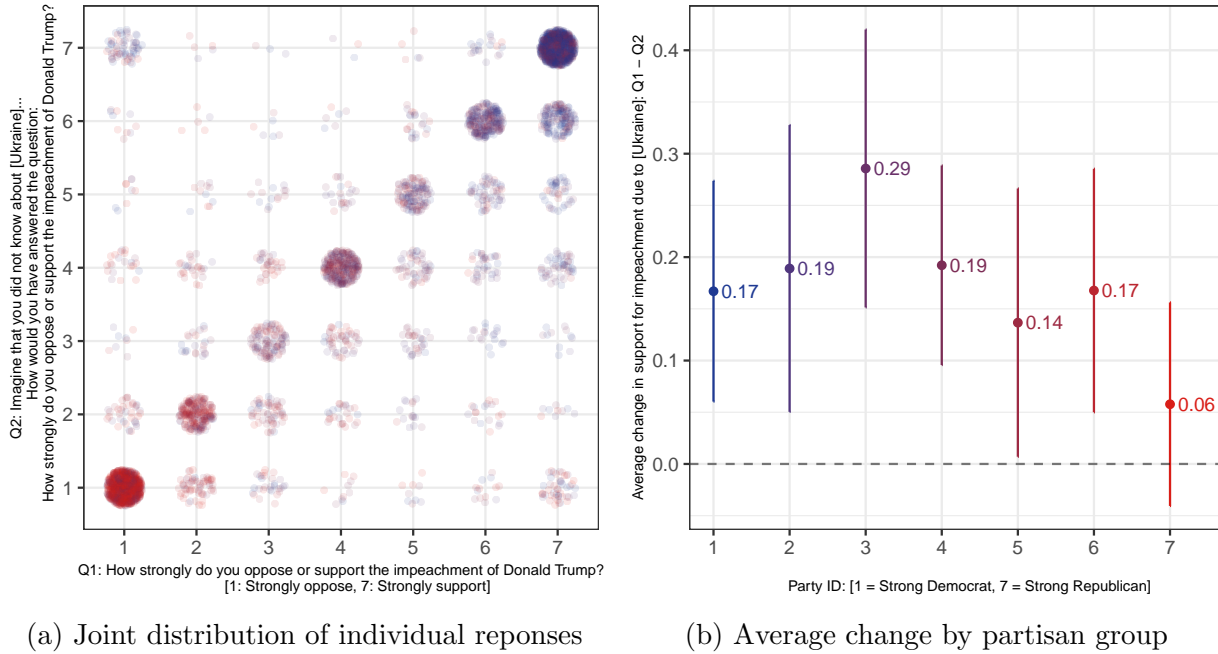 Q2: Imagine that you did not know about [Ukraine]...
How would you have answered the question:
How strongly do you oppose or support the impeachment of Donald Trump?
7
6
5
4
3
2
1
1 2 3 4 5 6 7
Q1: How strongly do you oppose or support the impeachment of Donald Trump?
[1: Strongly oppose, 7: Strongly support]
(a) Joint distribution of individual reponses
Average change in support for impeachment due to [Ukraine]: Q1 − Q2
0.4
0.3
0.2
0.1
0.0
0.17
0.19
0.29
0.19
0.14
0.17
0.06
1 2 3 4 5 6 7
Party ID: [1 = Strong Democrat, 7 = Strong Republican]
(b) Average change by partisan group